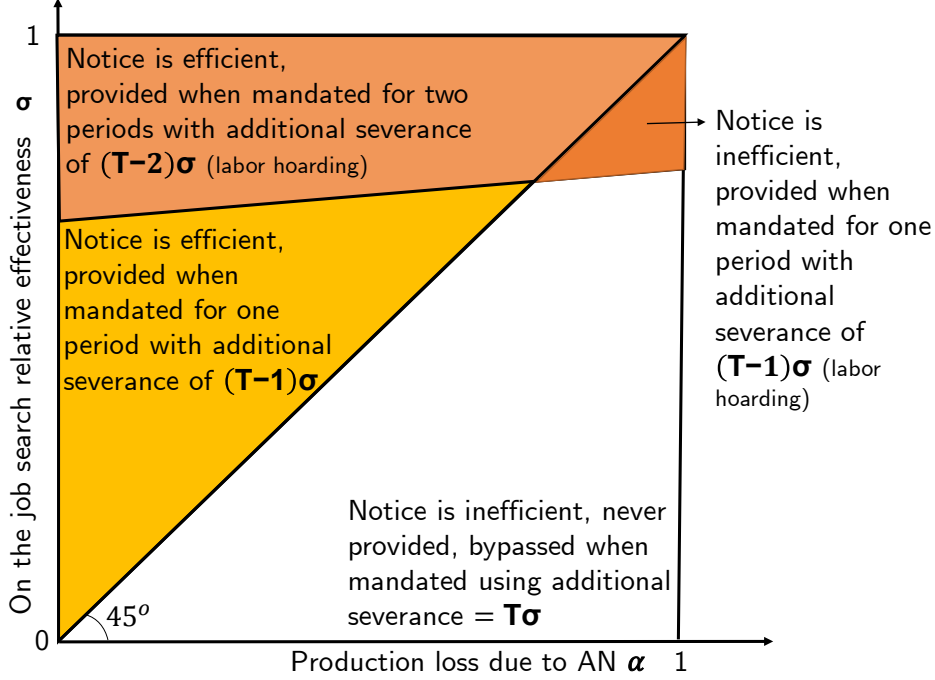 1
σ
On the job search relative effectiveness
Notice is efficient,
provided when mandated for two
periods with additional severance
of (T−2)σ (labor hoarding)
Notice is efficient,
provided when
mandated for one
period with additional
severance of (T−1)σ
Notice is
inefficient,
provided when
mandated for one
period with
additional
severance of
(T−1)σ (labor
hoarding)
Notice is inefficient, never
provided, bypassed when
mandated using additional
severance = Tσ
45º
0
Production loss due to AN α 1